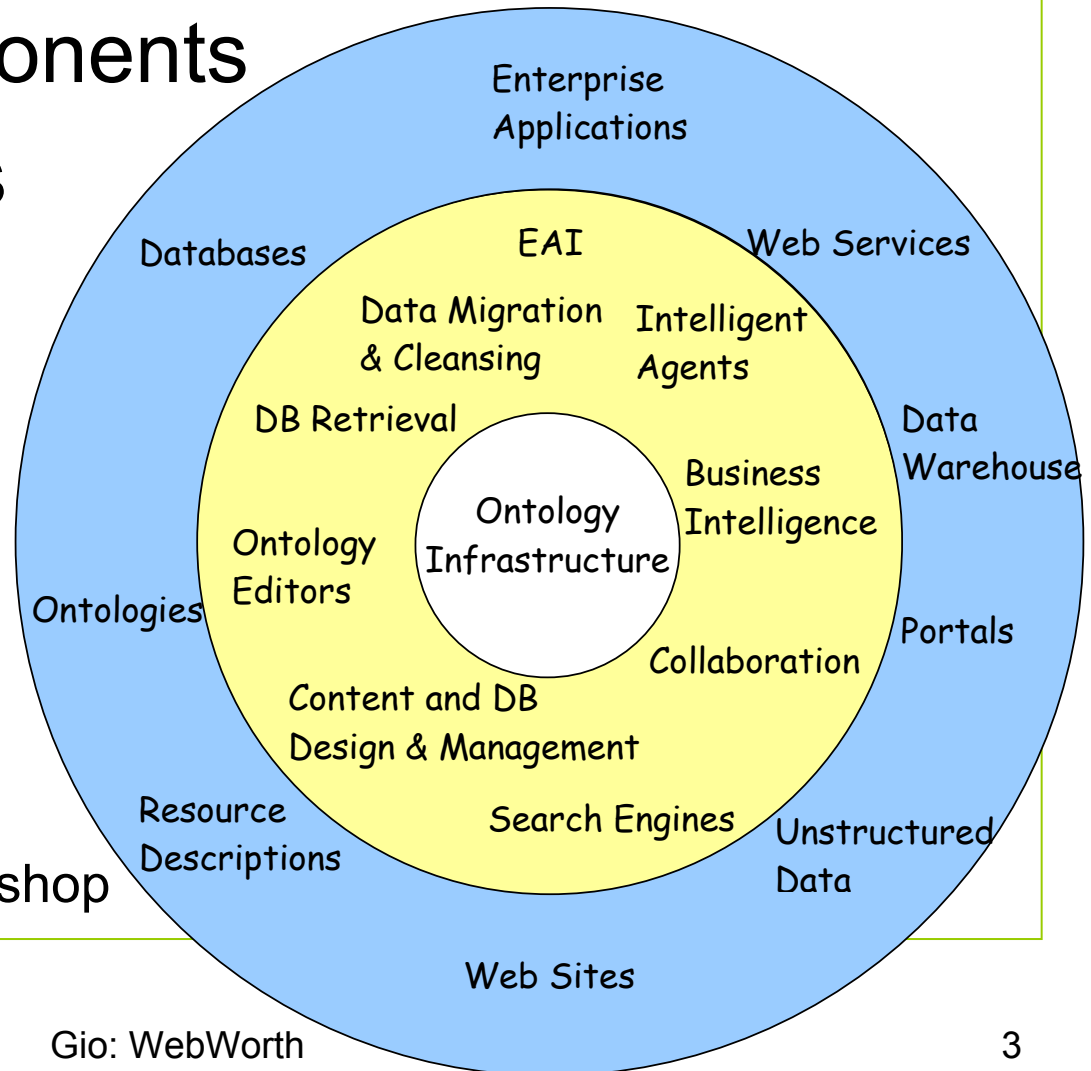 onents
s
Enterprise
Applications
Databases
EAI
Web Services
Data Migration
& Cleansing
Intelligent
Agents
DB Retrieval
Data
Warehouse
Business
Intelligence
Ontology
Infrastructure
Ontology
Editors
Ontologies
Portals
Collaboration
Content and DB
Design & Management
Resource
Descriptions
Search Engines
Unstructured
Data
shop
Web Sites
Gio: WebWorth
3